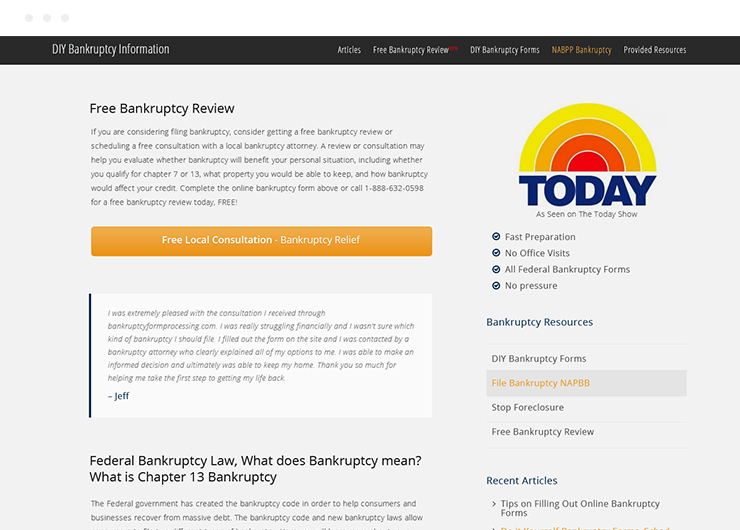 DIY Bankruptcy Information
Articles
Free Bankruptcy Review
DIY Bankruptcy Forms
NABPP Bankruptcy
Provided Resources
Free Bankruptcy Review
If you are considering filing bankruptcy, consider getting a free bankruptcy review or
scheduling a free consultation with a local bankruptcy attorney. A review or consultation may
help you evaluate whether bankruptcy will benefit your personal situation, including whether
you qualify for chapter 7 or 13, what property you would be able to keep, and how bankruptcy
would affect your credit. Complete the online bankruptcy form above or call 1-888-632-0598
for a free bankruptcy review today, FREE!
Free Local Consultation - Bankruptcy Relief
I was extremely pleased with the consultation I received through
bankruptcyformprocessing.com. I was really struggling financially and I wasn't sure which
kind of bankruptcy I should file. I filled out the form on the site and I was contacted by a
bankruptcy attorney who clearly explained all of my options to me. I was able to make an
informed decision and ultimately was able to keep my home. Thank you so much for
helping me take the first step to getting my life back.
– Jeff
Federal Bankruptcy Law, What does Bankruptcy mean?
What is Chapter 13 Bankruptcy
The Federal government has created the bankruptcy code in order to help consumers and
businesses recover from massive debt. The bankruptcy code and new bankruptcy laws allow
TODAY
As Seen on The Today Show
Fast Preparation
No Office Visits
All Federal Bankruptcy Forms
No pressure
Bankruptcy Resources
DIY Bankruptcy Forms
File Bankruptcy NAPBB
Stop Foreclosure
Free Bankruptcy Review
Recent Articles
Tips on Filling Out Online Bankruptcy
Forms